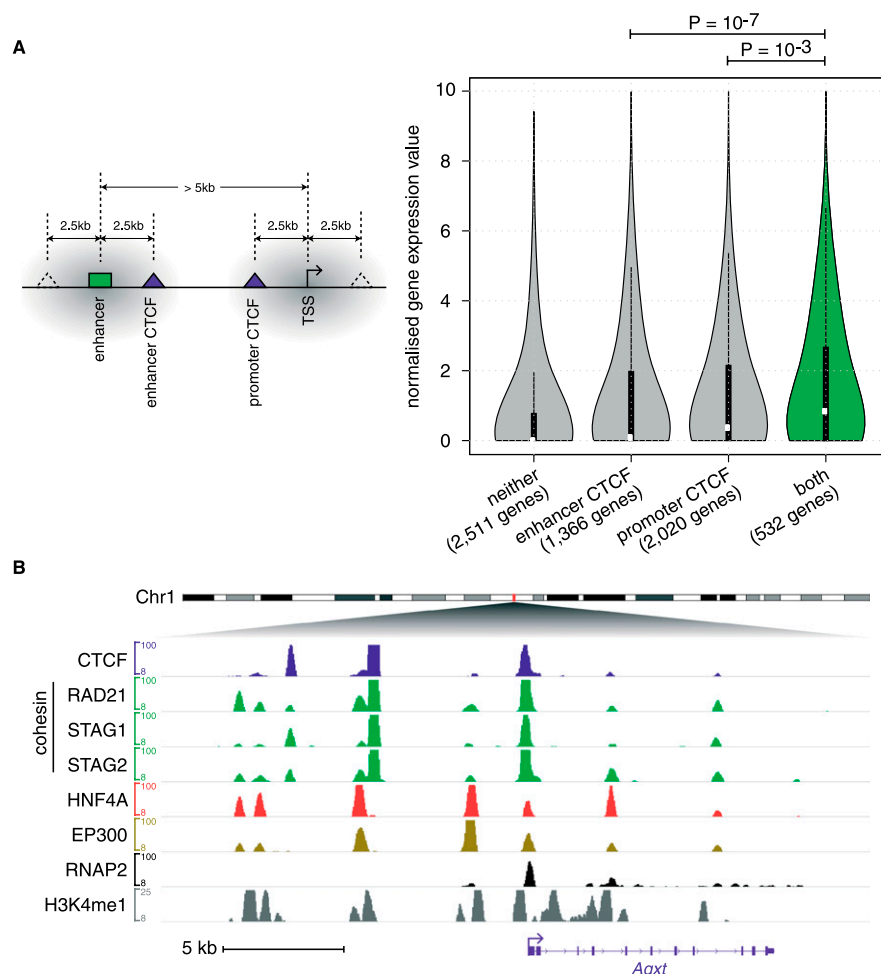 A
P = 10-7
P = 10-3
> 5kb
2.5kb 2.5kb 2.5kb 2.5kb
enhancer
enhancer CTCF
promoter CTCF
TSS
normalised gene expression value
10
8
6
4
2
0
neither
(2,511 genes)
enhancer CTCF
(1,366 genes)
promoter CTCF
(2,020 genes)
both
(532 genes)
B
Chr1
CTCF 100 8
cohesin
RAD21 100 8
STAG1 100 8
STAG2 100 8
HNF4A 100 8
EP300 100 8
RNAP2 100 8
H3K4me1 25 8
5 kb
Agxt